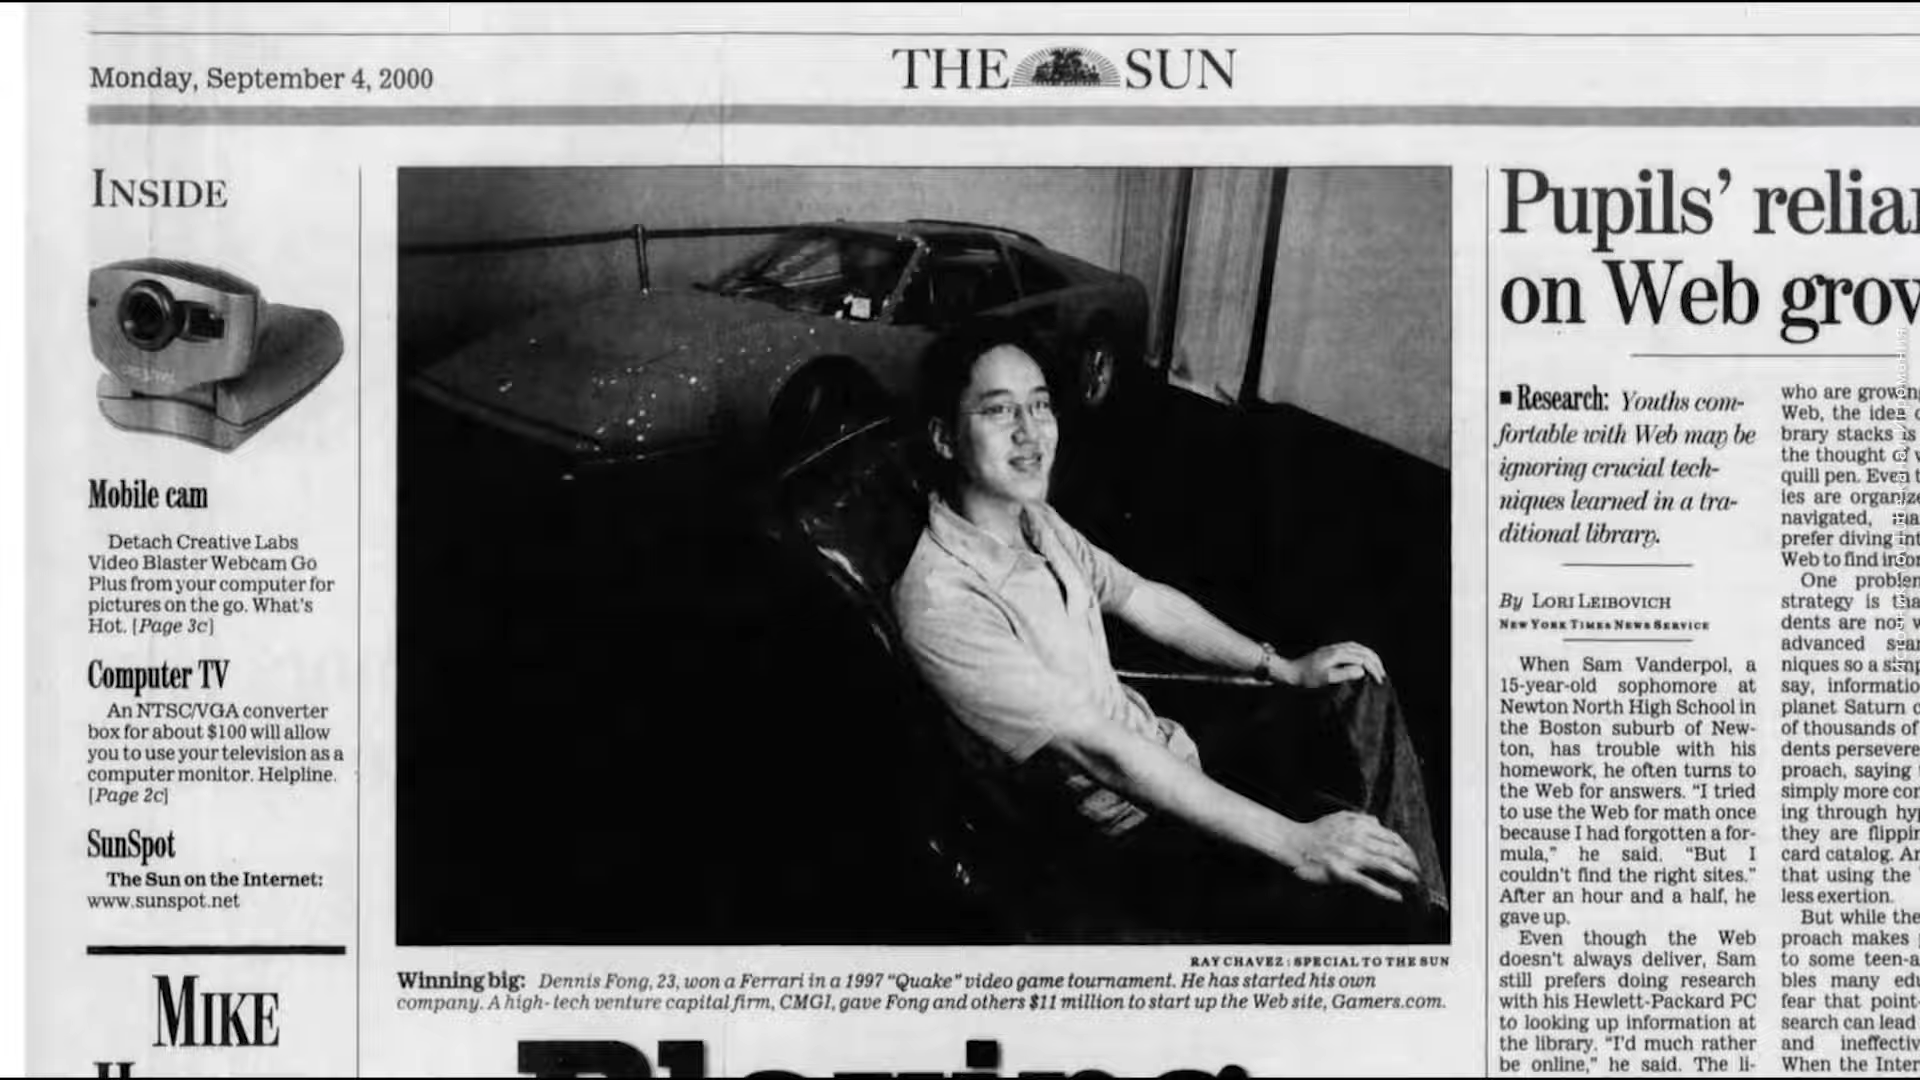 Monday, September 4, 2000
THE SUN
INSIDE
Mobile cam
Detach Creative Labs
Video Blaster Webcam Go
Plus from your computer for
pictures on the go. What's
Hot. [Page 3c]
Computer TV
An NTSC/VGA converter
box for about $100 will allow
you to use your television as a
computer monitor. Helpline.
[Page 2c]
SunSpot
The Sun on the Internet:
www.sunspot.net
MIKE
RAY CHAVEZ : SPECIAL TO THE SUN
Winning big: Dennis Fong, 23, won a Ferrari in a 1997 "Quake" video game tournament. He has started his own
company. A high-tech venture capital firm, CMGI, gave Fong and others $11 million to start up the Web site, Gamers.com.
Pupils' relian
on Web grow
■ Research: Youths com-
fortable with Web may be
ignoring crucial tech-
niques learned in a tra-
ditional library.
By LORI LEIBOVICH
NEW YORK TIMES NEWS SERVICE
When Sam Vanderpol, a
15-year-old sophomore at
Newton North High School in
the Boston suburb of New-
ton, has trouble with his
homework, he often turns to
the Web for answers. "I tried
to use the Web for math once
because I had forgotten a for-
mula," he said. "But I
couldn't find the right sites."
After an hour and a half, he
gave up.
Even though the Web
doesn't always deliver, Sam
still prefers doing research
with his Hewlett-Packard PC
to looking up information at
the library. "I'd much rather
be online," he said. The li-
who are growing
Web, the idea
brary stacks is
the thought
quill pen. Even
ies are organize
navigated,
prefer diving
Web to find
One problem
strategy is tha
dents are not
advanced
niques so a
say, informatio
planet Saturn
of thousands of
dents persevere
proach, saying
simply more con
ing through hyp
they are flippin
card catalog.
that using the
less exertion.
But while the
proach makes
to some teen-a
bles many edu
fear that point-
search can lead
and ineffectiv
When the Inter